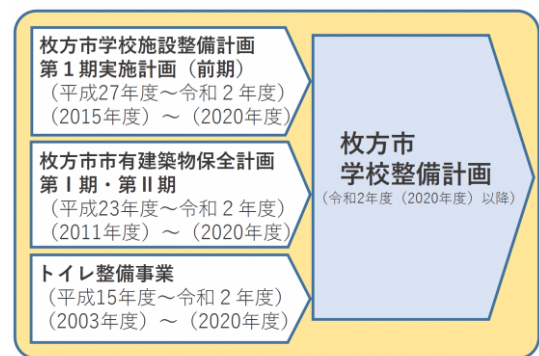 枚方市学校施設整備計画
第１期実施計画（前期）
（平成27年度～令和２年度）
（2015年度）～（2020年度）
枚方市市有建築物保全計画
第Ⅰ期・第Ⅱ期
（平成23年度～令和２年度）
（2011年度）～（2020年度）
トイレ整備事業
（平成15年度～令和２年度）
（2003年度）～（2020年度）
枚方市
学校整備計画
（令和2年度（2020年度）以降）